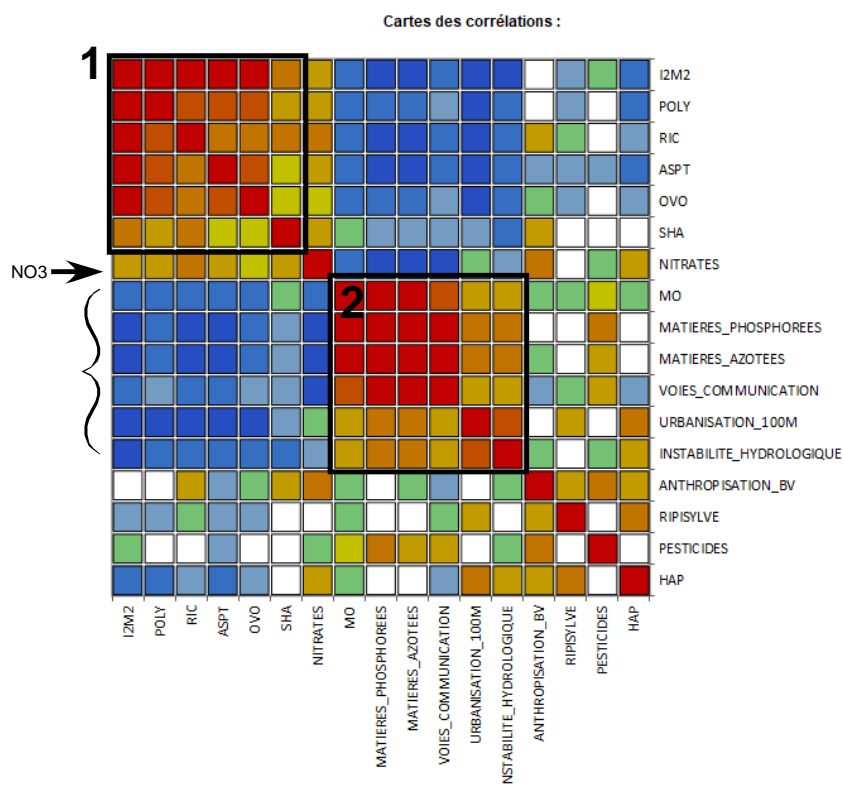 Cartes des corrélations :
1
I2M2
POLY
RIC
ASPT
OVO
SHA
NO3
NITRATES
2
MO
MATIERES_PHOSPHOREES
MATIERES_AZOTEES
VOIES_COMMUNICATION
URBANISATION_100M
INSTABILITE_HYDROLOGIQUE
ANTHROPISATION_BV
RIPISYLVE
PESTICIDES
HAP
I2M2
POLY
RIC
ASPT
OVO
SHA
NITRATES
MO
MATIERES_PHOSPHOREES
MATIERES_AZOTEES
VOIES_COMMUNICATION
URBANISATION_100M
NSTABILITE_HYDROLOGIQUE
ANTHROPISATION_BV
RIPISYLVE
PESTICIDES
HAP